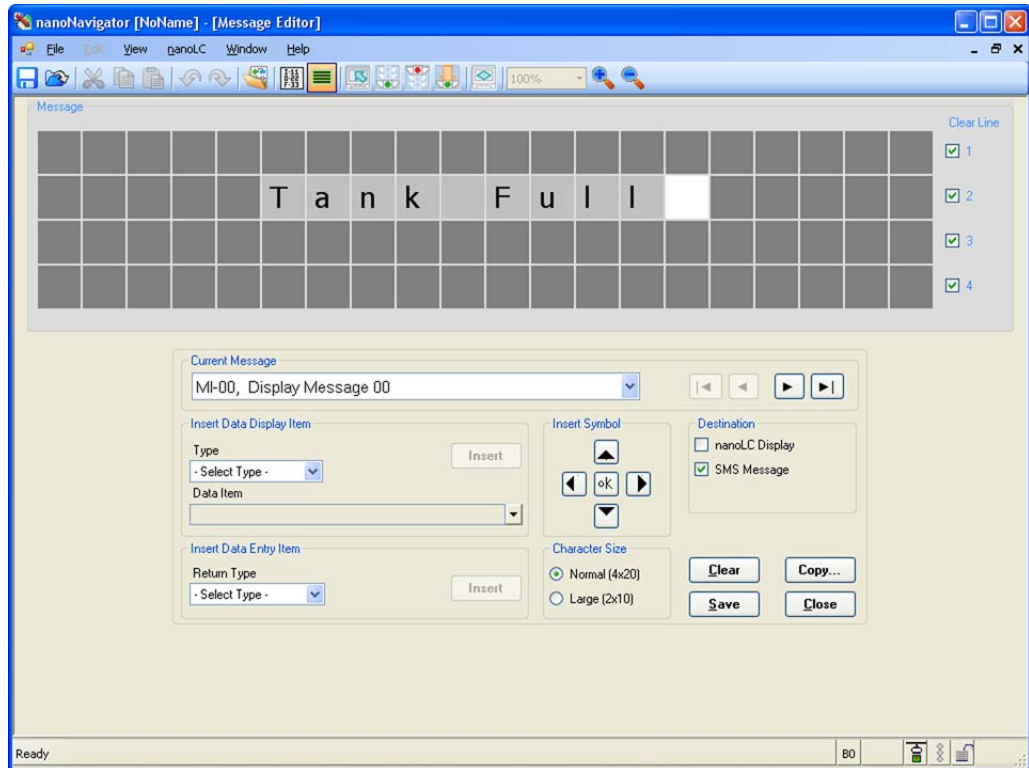 nanoNavigator [NoName] - [Message Editor]
File Edit View nanoLC Window Help
100%
Message
Clear Line
1
Tank Full
2
3
4
Current Message
MI-00, Display Message 00
Insert Data Display Item
Type
- Select Type -
Insert
Data Item
Insert Symbol
oK
Destination
nanoLC Display
SMS Message
Insert Data Entry Item
Return Type
- Select Type -
Insert
Character Size
Normal (4x20)
Large (2x10)
Clear Copy...
Save Close
Ready B0